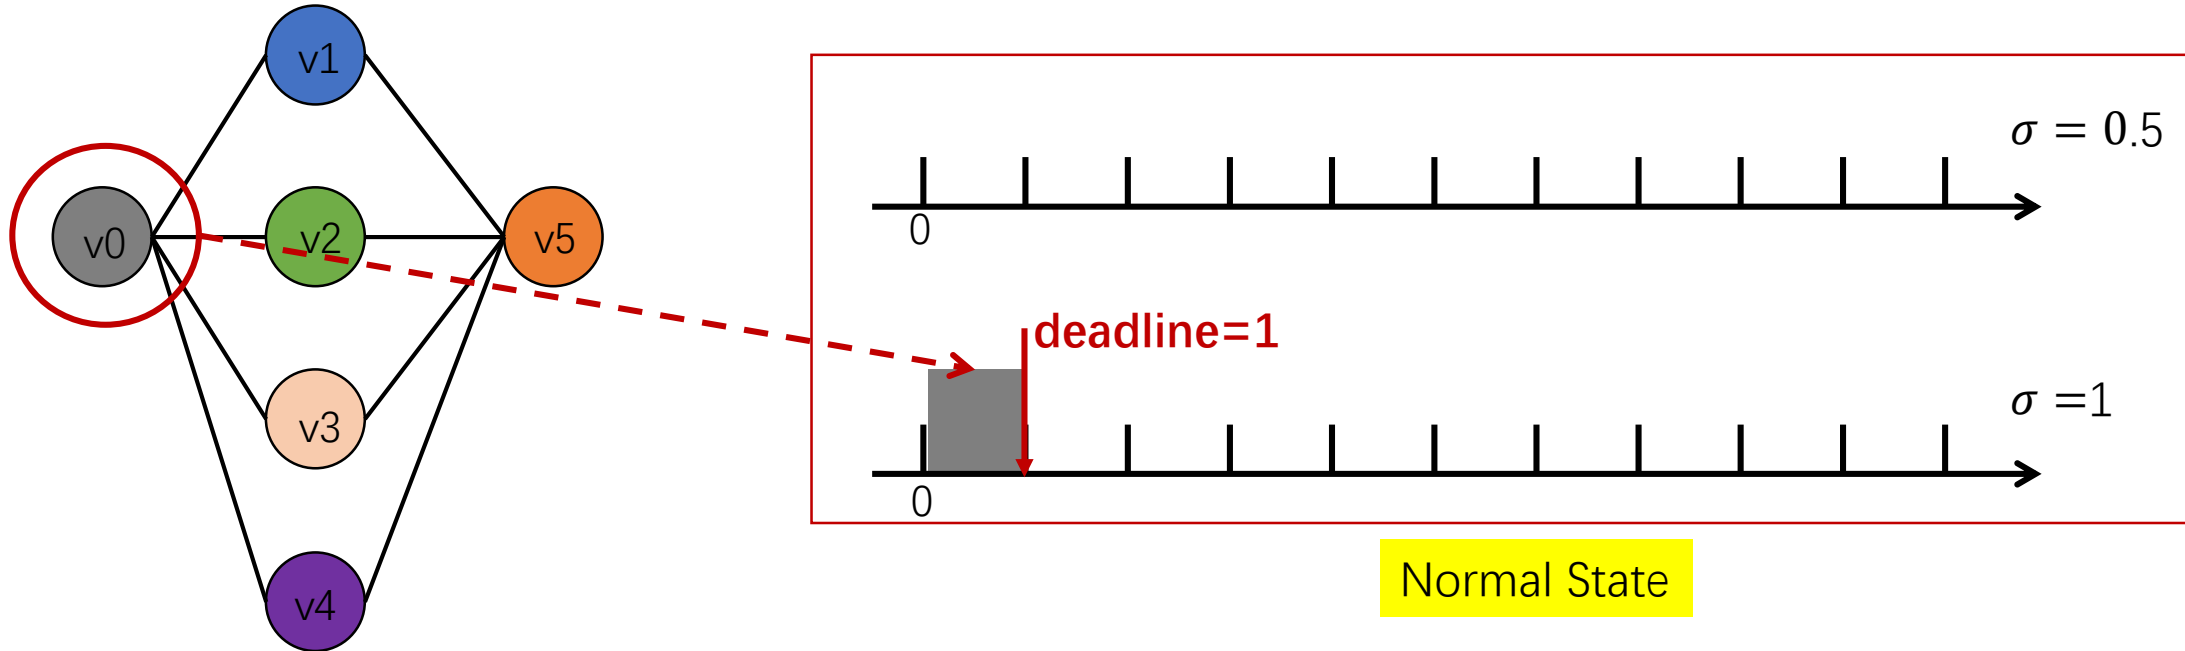 v1
v0
v2
v5
v3
v4
σ = 0.5
0
deadline=1
σ =1
0
Normal State